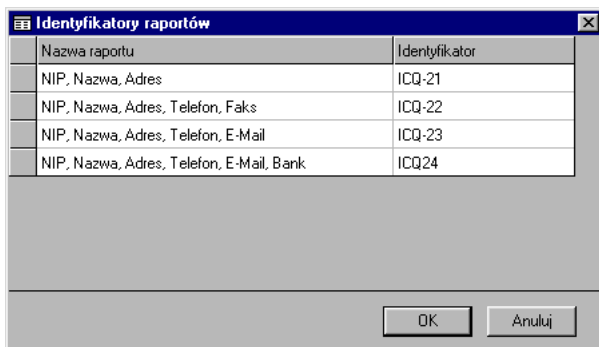 Identyfikatory raportów
Nazwa raportu Identyfikator
NIP, Nazwa, Adres ICQ-21
NIP, Nazwa, Adres, Telefon, Faks ICQ-22
NIP, Nazwa, Adres, Telefon, E-Mail ICQ-23
NIP, Nazwa, Adres, Telefon, E-Mail, Bank ICQ24
OK Anuluj